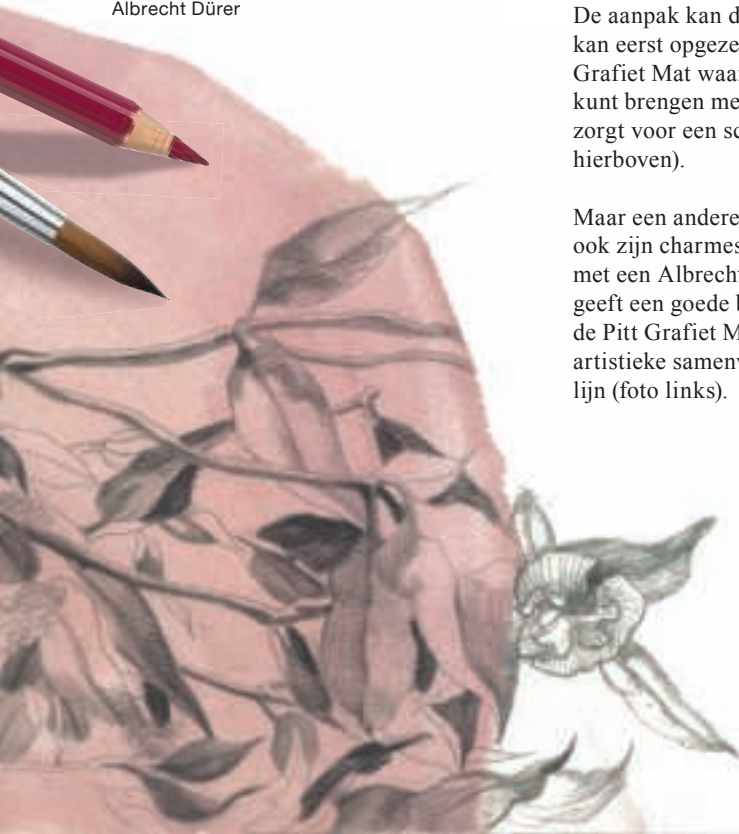 Albrecht Dürer
De aanpak kan d
kan eerst opgeze
Grafiet Mat waar
kunt brengen me
zorgt voor een sc
hierboven).
Maar een andere
ook zijn charmes
met een Albrecht
geeft een goede b
de Pitt Grafiet M
artistieke samenw
lijn (foto links).